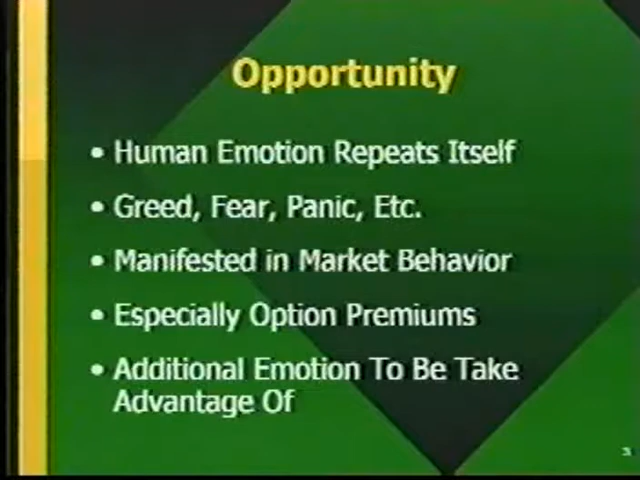 Opportunity
• Human Emotion Repeats Itself
• Greed, Fear, Panic, Etc.
• Manifested in Market Behavior
• Especially Option Premiums
• Additional Emotion To Be Take
Advantage Of
3